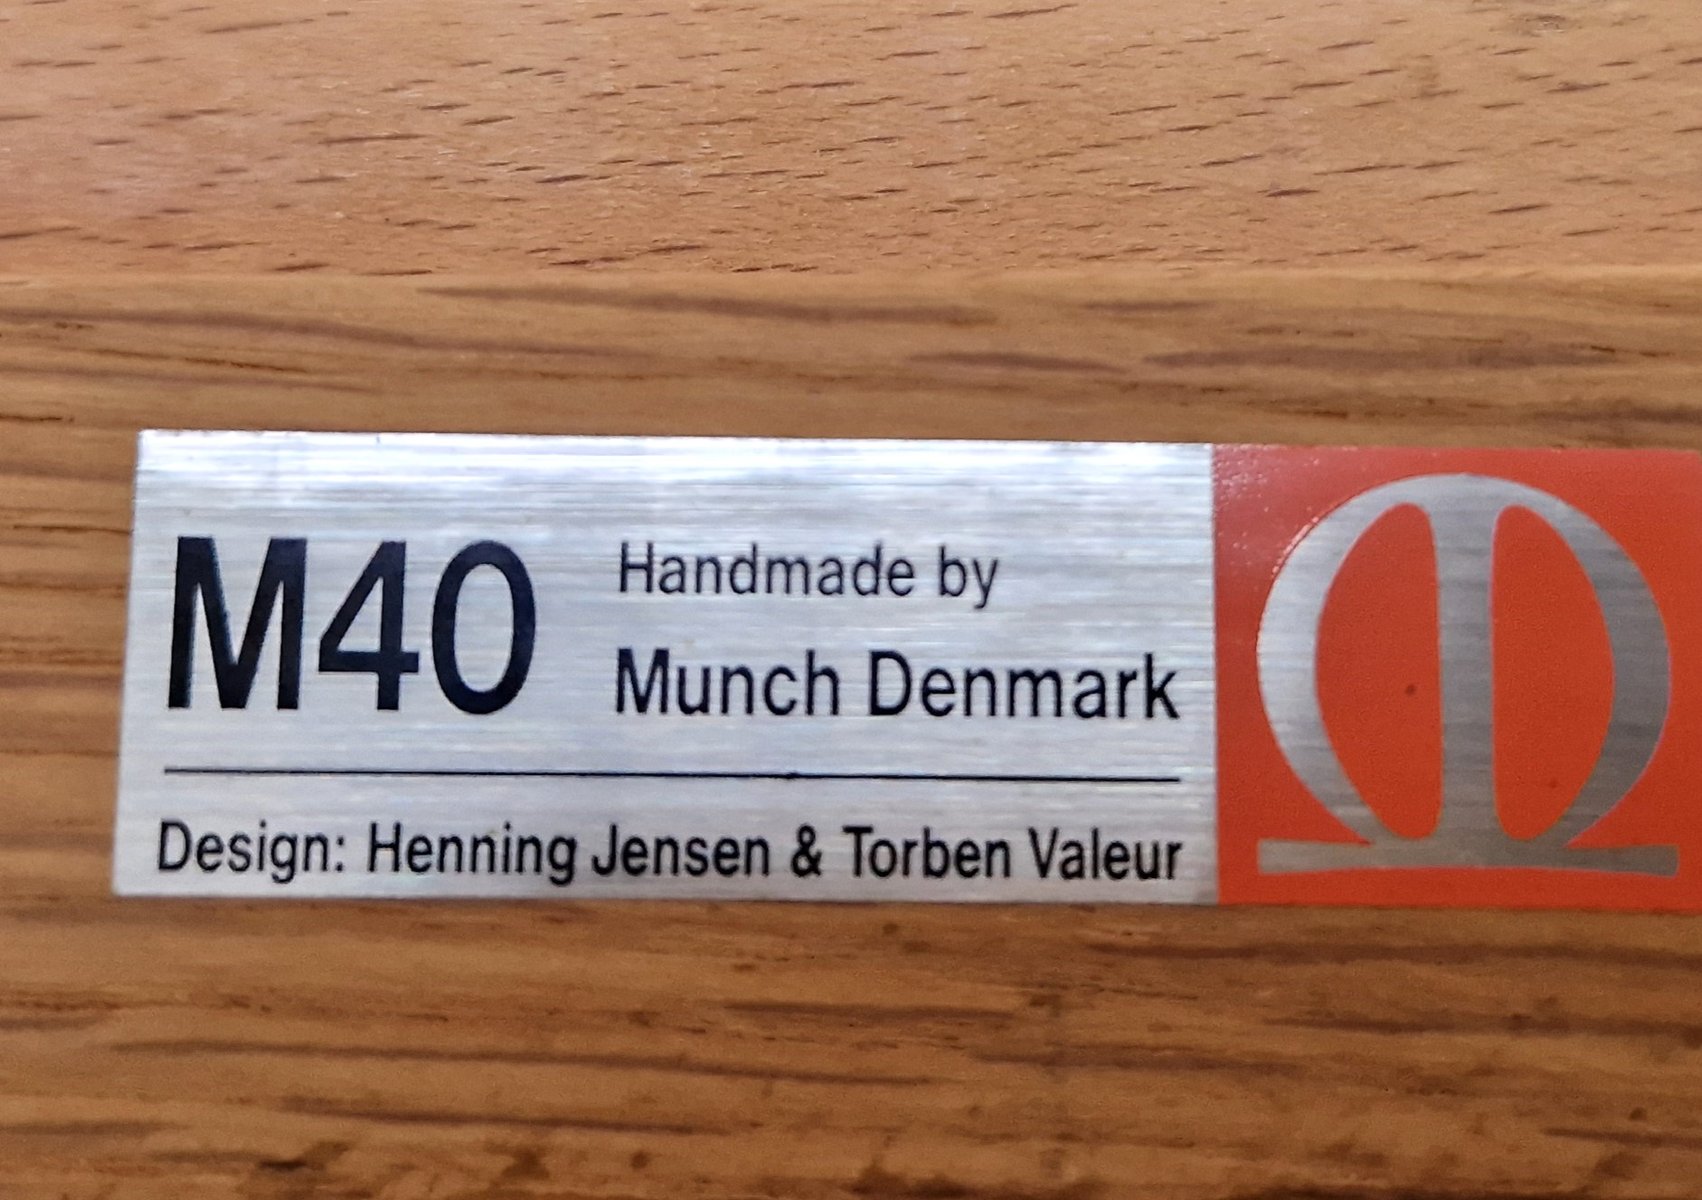 M40
Handmade by
Munch Denmark
Design: Henning Jensen & Torben Valeur